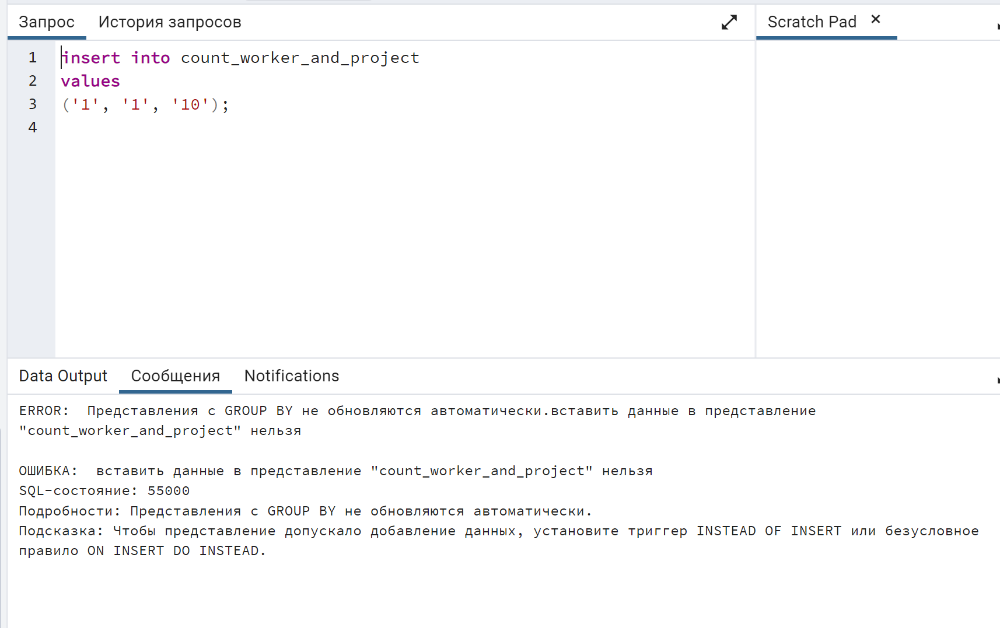 Запрос История запросов Scratch Pad ✕
1 insert into count_worker_and_project
2 values
3 ('1', '1', '10');
4
Data Output Сообщения Notifications
ERROR:  Представления с GROUP BY не обновляются автоматически.вставить данные в представление
"count_worker_and_project" нельзя
ОШИБКА:  вставить данные в представление "count_worker_and_project" нельзя
SQL-состояние: 55000
Подробности: Представления с GROUP BY не обновляются автоматически.
Подсказка: Чтобы представление допускало добавление данных, установите триггер INSTEAD OF INSERT или безусловное
правило ON INSERT DO INSTEAD.